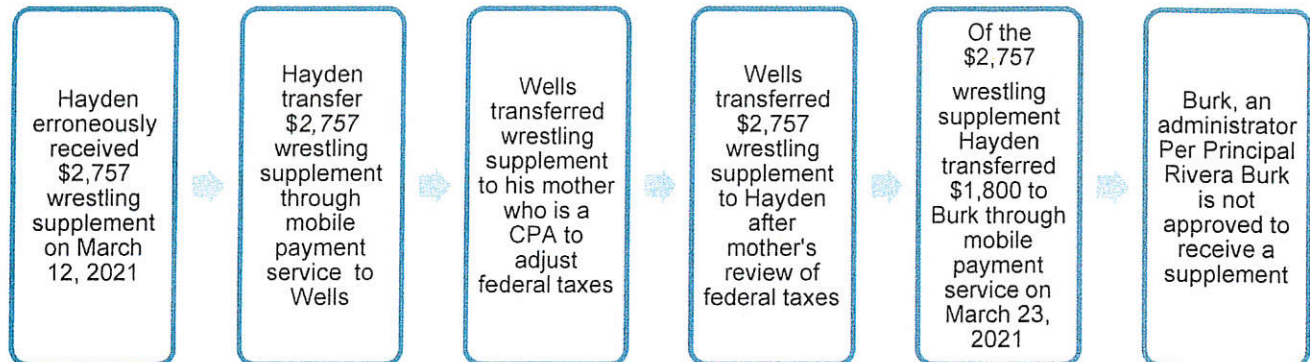 Hayden
erroneously
received
$2,757
wrestling
supplement
on March
12, 2021
Hayden
transfer
$2,757
wrestling
supplement
through
mobile
payment
service to
Wells
Wells
transferred
wrestling
supplement
to his mother
who is a
CPA to
adjust
federal taxes
Wells
transferred
$2,757
wrestling
supplement
to Hayden
after
mother's
review of
federal taxes
Of the
$2,757
wrestling
supplement
Hayden
transferred
$1,800 to
Burk through
mobile
payment
service on
March 23,
2021
Burk, an
administrator
Per Principal
Rivera Burk
is not
approved to
receive a
supplement